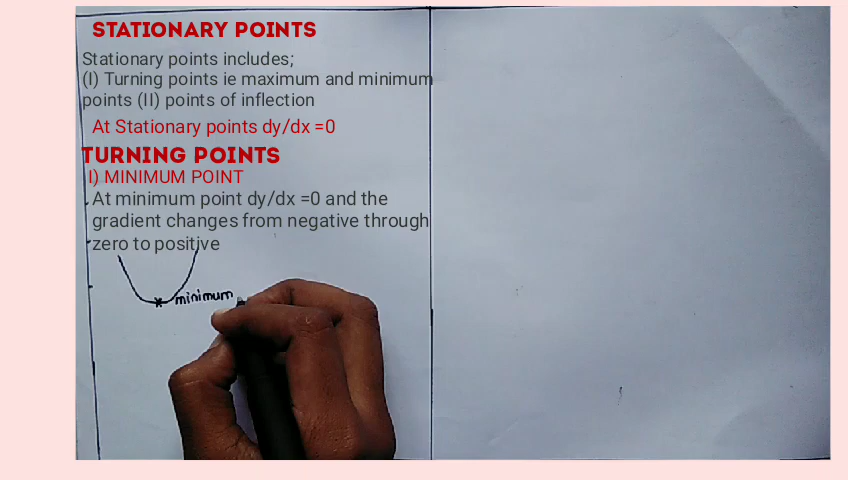 STATIONARY POINTS
Stationary points includes;
(I) Turning points ie maximum and minimum
points (II) points of inflection
At Stationary points dy/dx =0
TURNING POINTS
I) MINIMUM POINT
At minimum point dy/dx =0 and the
gradient changes from negative through
zero to positive
minimum